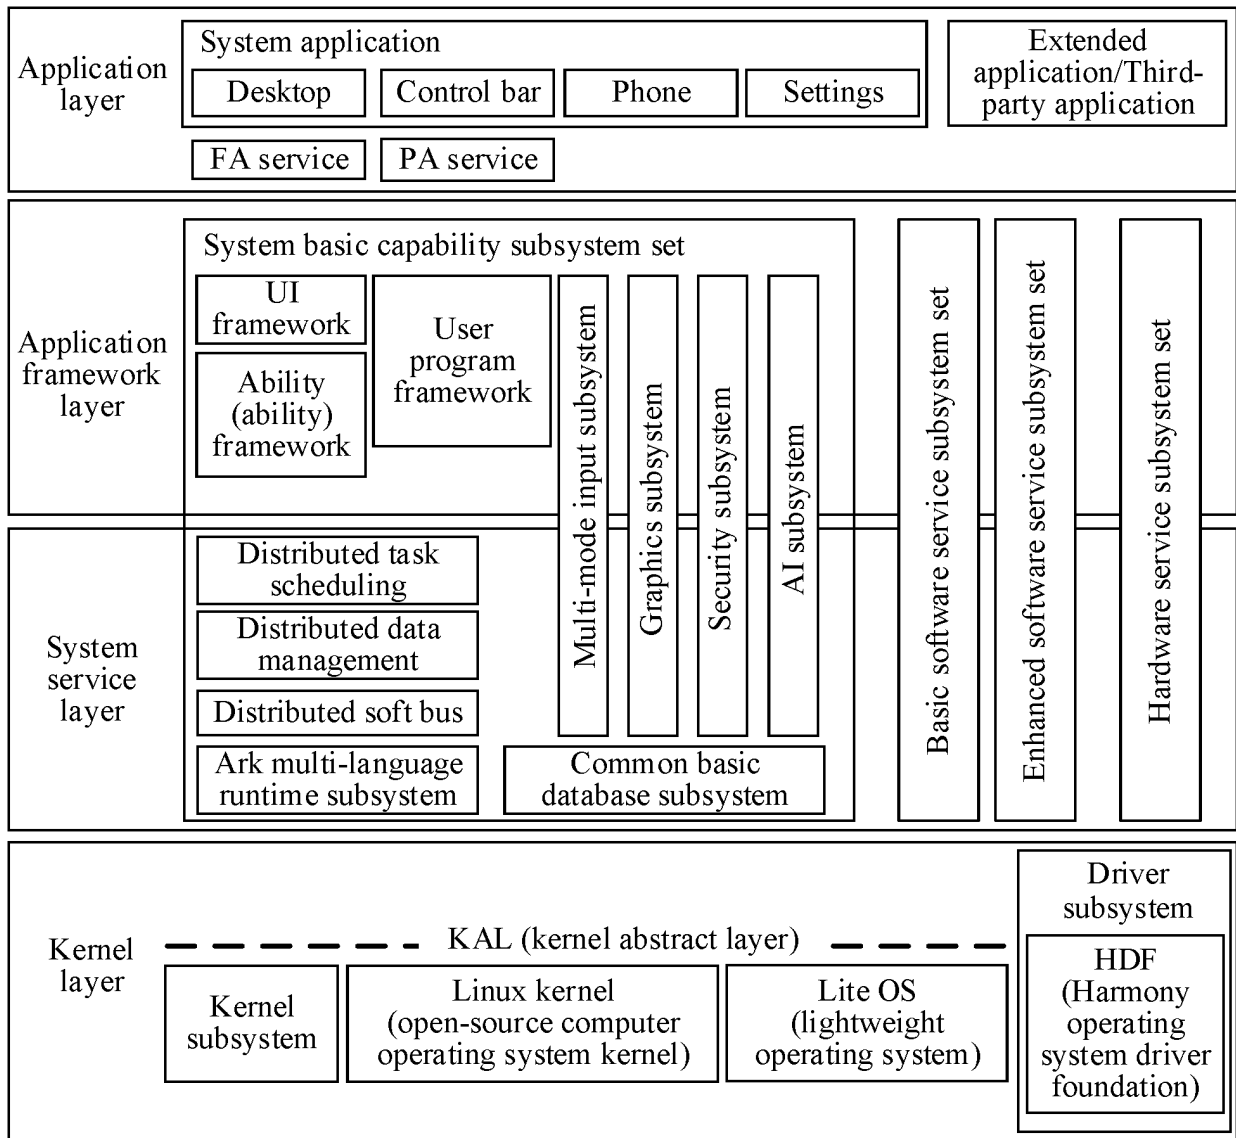 Application
layer
System application
Desktop
Control bar
Phone
Settings
FA service
PA service
Extended
application/Third-
party application
Application
framework
layer
System basic capability subsystem set
UI
framework
Ability
(ability)
framework
User
program
framework
Multi-mode input subsystem
Graphics subsystem
Security subsystem
AI subsystem
Basic software service subsystem set
Enhanced software service subsystem set
Hardware service subsystem set
System
service
layer
Distributed task
scheduling
Distributed data
management
Distributed soft bus
Ark multi-language
runtime subsystem
Common basic
database subsystem
Kernel
layer
KAL (kernel abstract layer)
Kernel
subsystem
Linux kernel
(open-source computer
operating system kernel)
Lite OS
(lightweight
operating system)
Driver
subsystem
HDF
(Harmony
operating
system driver
foundation)